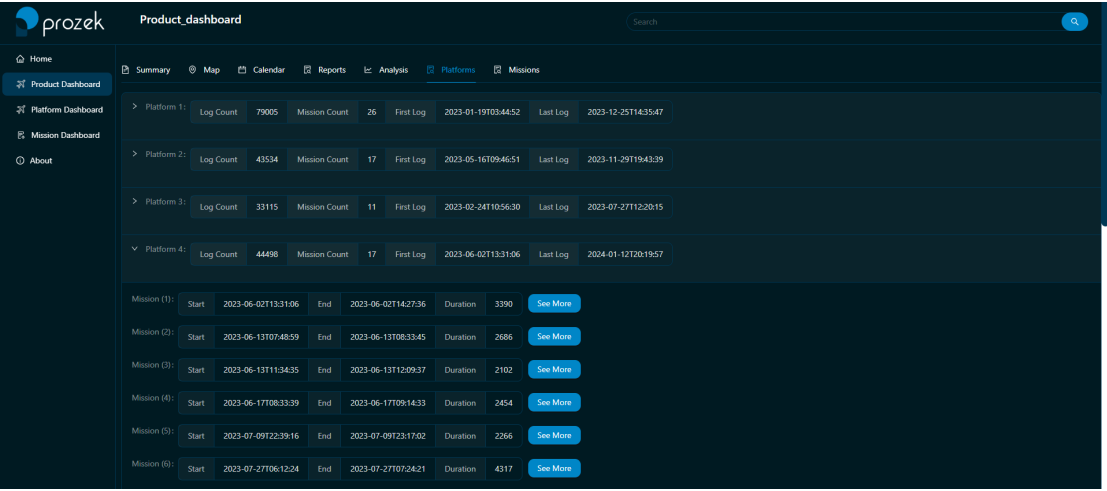 prozek
Product_dashboard
Search
Home
Product Dashboard
Platform Dashboard
Mission Dashboard
About
Summary Map Calendar Reports Analysis Platforms Missions
Platform 1: Log Count 79005 Mission Count 26 First Log 2023-01-19T03:44:52 Last Log 2023-12-25T14:35:47
Platform 2: Log Count 43534 Mission Count 17 First Log 2023-05-16T09:46:51 Last Log 2023-11-29T19:43:39
Platform 3: Log Count 33115 Mission Count 11 First Log 2023-02-24T10:56:30 Last Log 2023-07-27T12:20:15
Platform 4: Log Count 44498 Mission Count 17 First Log 2023-06-02T13:31:06 Last Log 2024-01-12T20:19:57
Mission (1): Start 2023-06-02T13:31:06 End 2023-06-02T14:27:36 Duration 3390 See More
Mission (2): Start 2023-06-13T07:48:59 End 2023-06-13T08:33:45 Duration 2686 See More
Mission (3): Start 2023-06-13T11:34:35 End 2023-06-13T12:09:37 Duration 2102 See More
Mission (4): Start 2023-06-17T08:33:39 End 2023-06-17T09:14:33 Duration 2454 See More
Mission (5): Start 2023-07-09T22:39:16 End 2023-07-09T23:17:02 Duration 2266 See More
Mission (6): Start 2023-07-27T06:12:24 End 2023-07-27T07:24:21 Duration 4317 See More